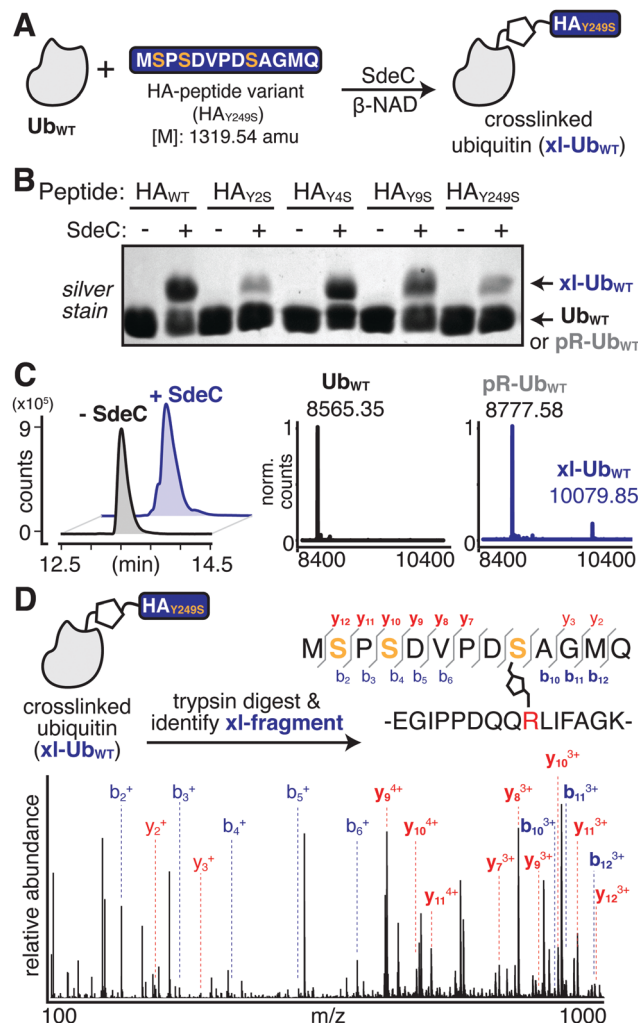 A
HAY249S
MSPSDVPDSAGMQ
+
SdeC
β-NAD
UbWT
HA-peptide variant
(HAY249S)
[M]: 1319.54 amu
crosslinked
ubiquitin (xl-UbWT)
B
Peptide: HAWT HAY2S HAY4S HAY9S HAY249S
SdeC: - + - + - + - + - +
silver
stain
xl-UbWT
UbWT
or pR-UbWT
C
(x10⁵)
9
counts
0
- SdeC
+ SdeC
12.5 (min) 14.5
UbWT
8565.35
1
norm.
counts
0
8400 10400
pR-UbWT
8777.58
xl-UbWT
10079.85
1
0
8400 10400
D
HAY249S
crosslinked
ubiquitin
(xl-UbWT)
trypsin digest &
identify xl-fragment
y12 y11 y10 y9 y8 y7 y3 y2
MSPSDVPDSAGMQ
b2 b3 b4 b5 b6 b10 b11 b12
-EGIPPDQQRLIFAGK-
relative abundance
b2⁺ b3⁺ b5⁺ y9⁴⁺ y8³⁺ y10³⁺ b11³⁺
y2⁺ b4⁺ b6⁺ y10⁴⁺ b10³⁺ y11³⁺
y3⁺ y11⁴⁺ y7³⁺ y9³⁺ b12³⁺
y12³⁺
100 m/z 1000